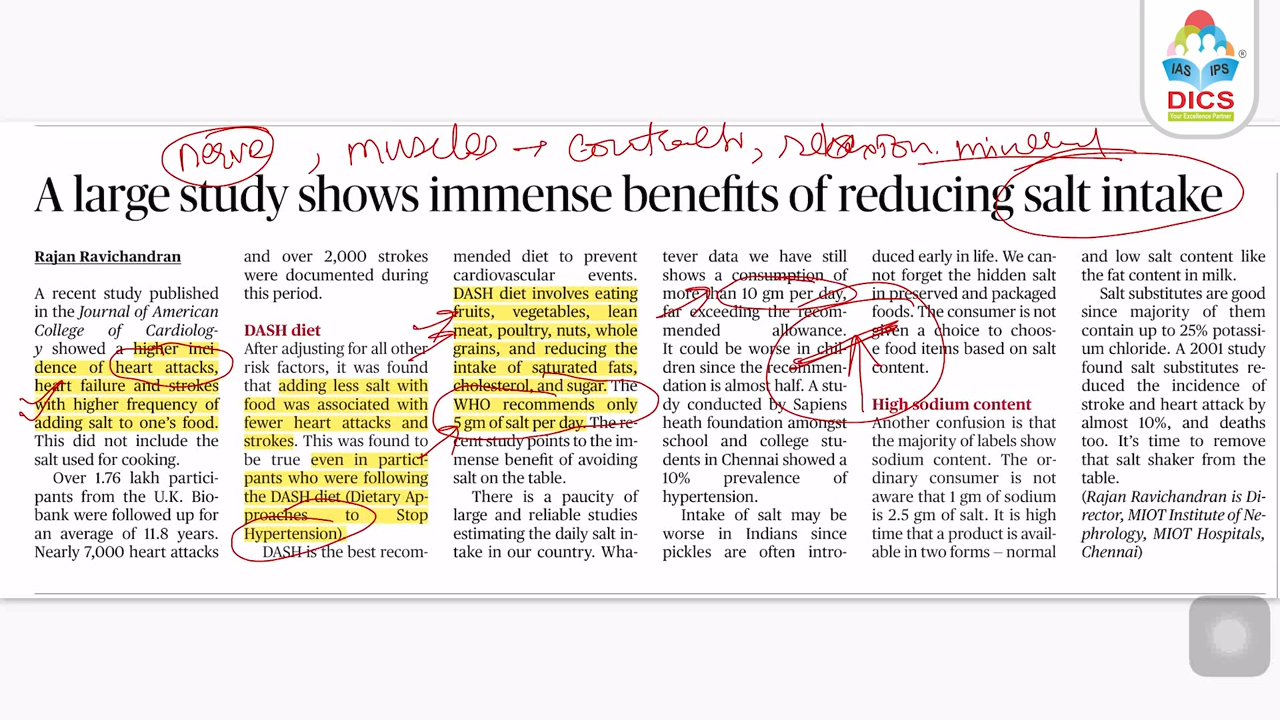 IAS IPS
DICS
Your Excellence Partner
nerve, muscles → contract, relaxation. mineral
A large study shows immense benefits of reducing salt intake
Rajan Ravichandran
A recent study published
in the Journal of American
College of Cardiolog-
y showed a higher inci-
dence of heart attacks,
heart failure and strokes
with higher frequency of
adding salt to one's food.
This did not include the
salt used for cooking.
Over 1.76 lakh partici-
pants from the U.K. Bio-
bank were followed up for
an average of 11.8 years.
Nearly 7,000 heart attacks
and over 2,000 strokes
were documented during
this period.
DASH diet
After adjusting for all other
risk factors, it was found
that adding less salt with
food was associated with
fewer heart attacks and
strokes. This was found to
be true even in partici-
pants who were following
the DASH diet (Dietary Ap-
proaches to Stop
Hypertension).
DASH is the best recom-
mended diet to prevent
cardiovascular events.
DASH diet involves eating
fruits, vegetables, lean
meat, poultry, nuts, whole
grains, and reducing the
intake of saturated fats,
cholesterol, and sugar. The
WHO recommends only
5 gm of salt per day. The re-
cent study points to the im-
mense benefit of avoiding
salt on the table.
There is a paucity of
large and reliable studies
estimating the daily salt in-
take in our country. Wha-
tever data we have still
shows a consumption of
more than 10 gm per day,
far exceeding the recom-
mended allowance.
It could be worse in chil-
dren since the recommen-
dation is almost half. A stu-
dy conducted by Sapiens
heath foundation amongst
school and college stu-
dents in Chennai showed a
10% prevalence of
hypertension.
Intake of salt may be
worse in Indians since
pickles are often intro-
duced early in life. We can-
not forget the hidden salt
in preserved and packaged
foods. The consumer is not
given a choice to choos-
e food items based on salt
content.
High sodium content
Another confusion is that
the majority of labels show
sodium content. The or-
dinary consumer is not
aware that 1 gm of sodium
is 2.5 gm of salt. It is high
time that a product is avail-
able in two forms – normal
and low salt content like
the fat content in milk.
Salt substitutes are good
since majority of them
contain up to 25% potassi-
um chloride. A 2001 study
found salt substitutes re-
duced the incidence of
stroke and heart attack by
almost 10%, and deaths
too. It's time to remove
that salt shaker from the
table.
(Rajan Ravichandran is Di-
rector, MIOT Institute of Ne-
phrology, MIOT Hospitals,
Chennai)